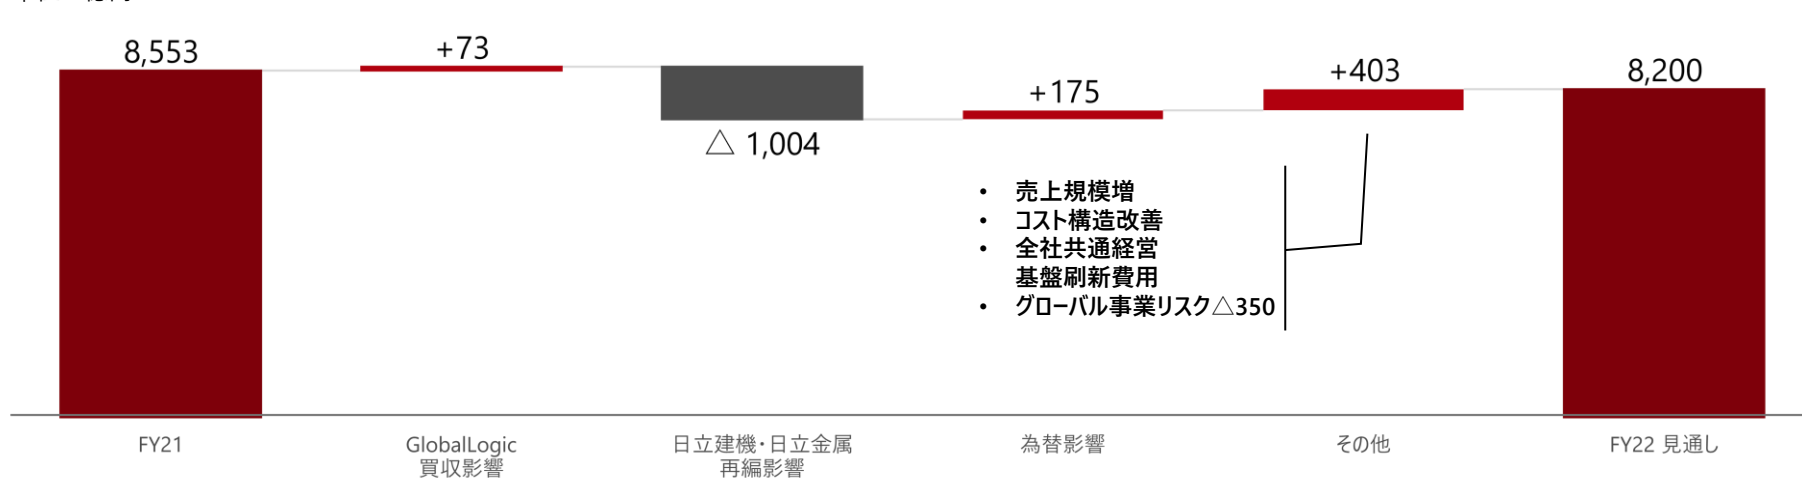 8,553
+73
△ 1,004
+175
+403
8,200
• 売上規模増
• コスト構造改善
• 全社共通経営
基盤刷新費用
• グローバル事業リスク△350
FY21
GlobalLogic
買収影響
日立建機・日立金属
再編影響
為替影響
その他
FY22 見通し